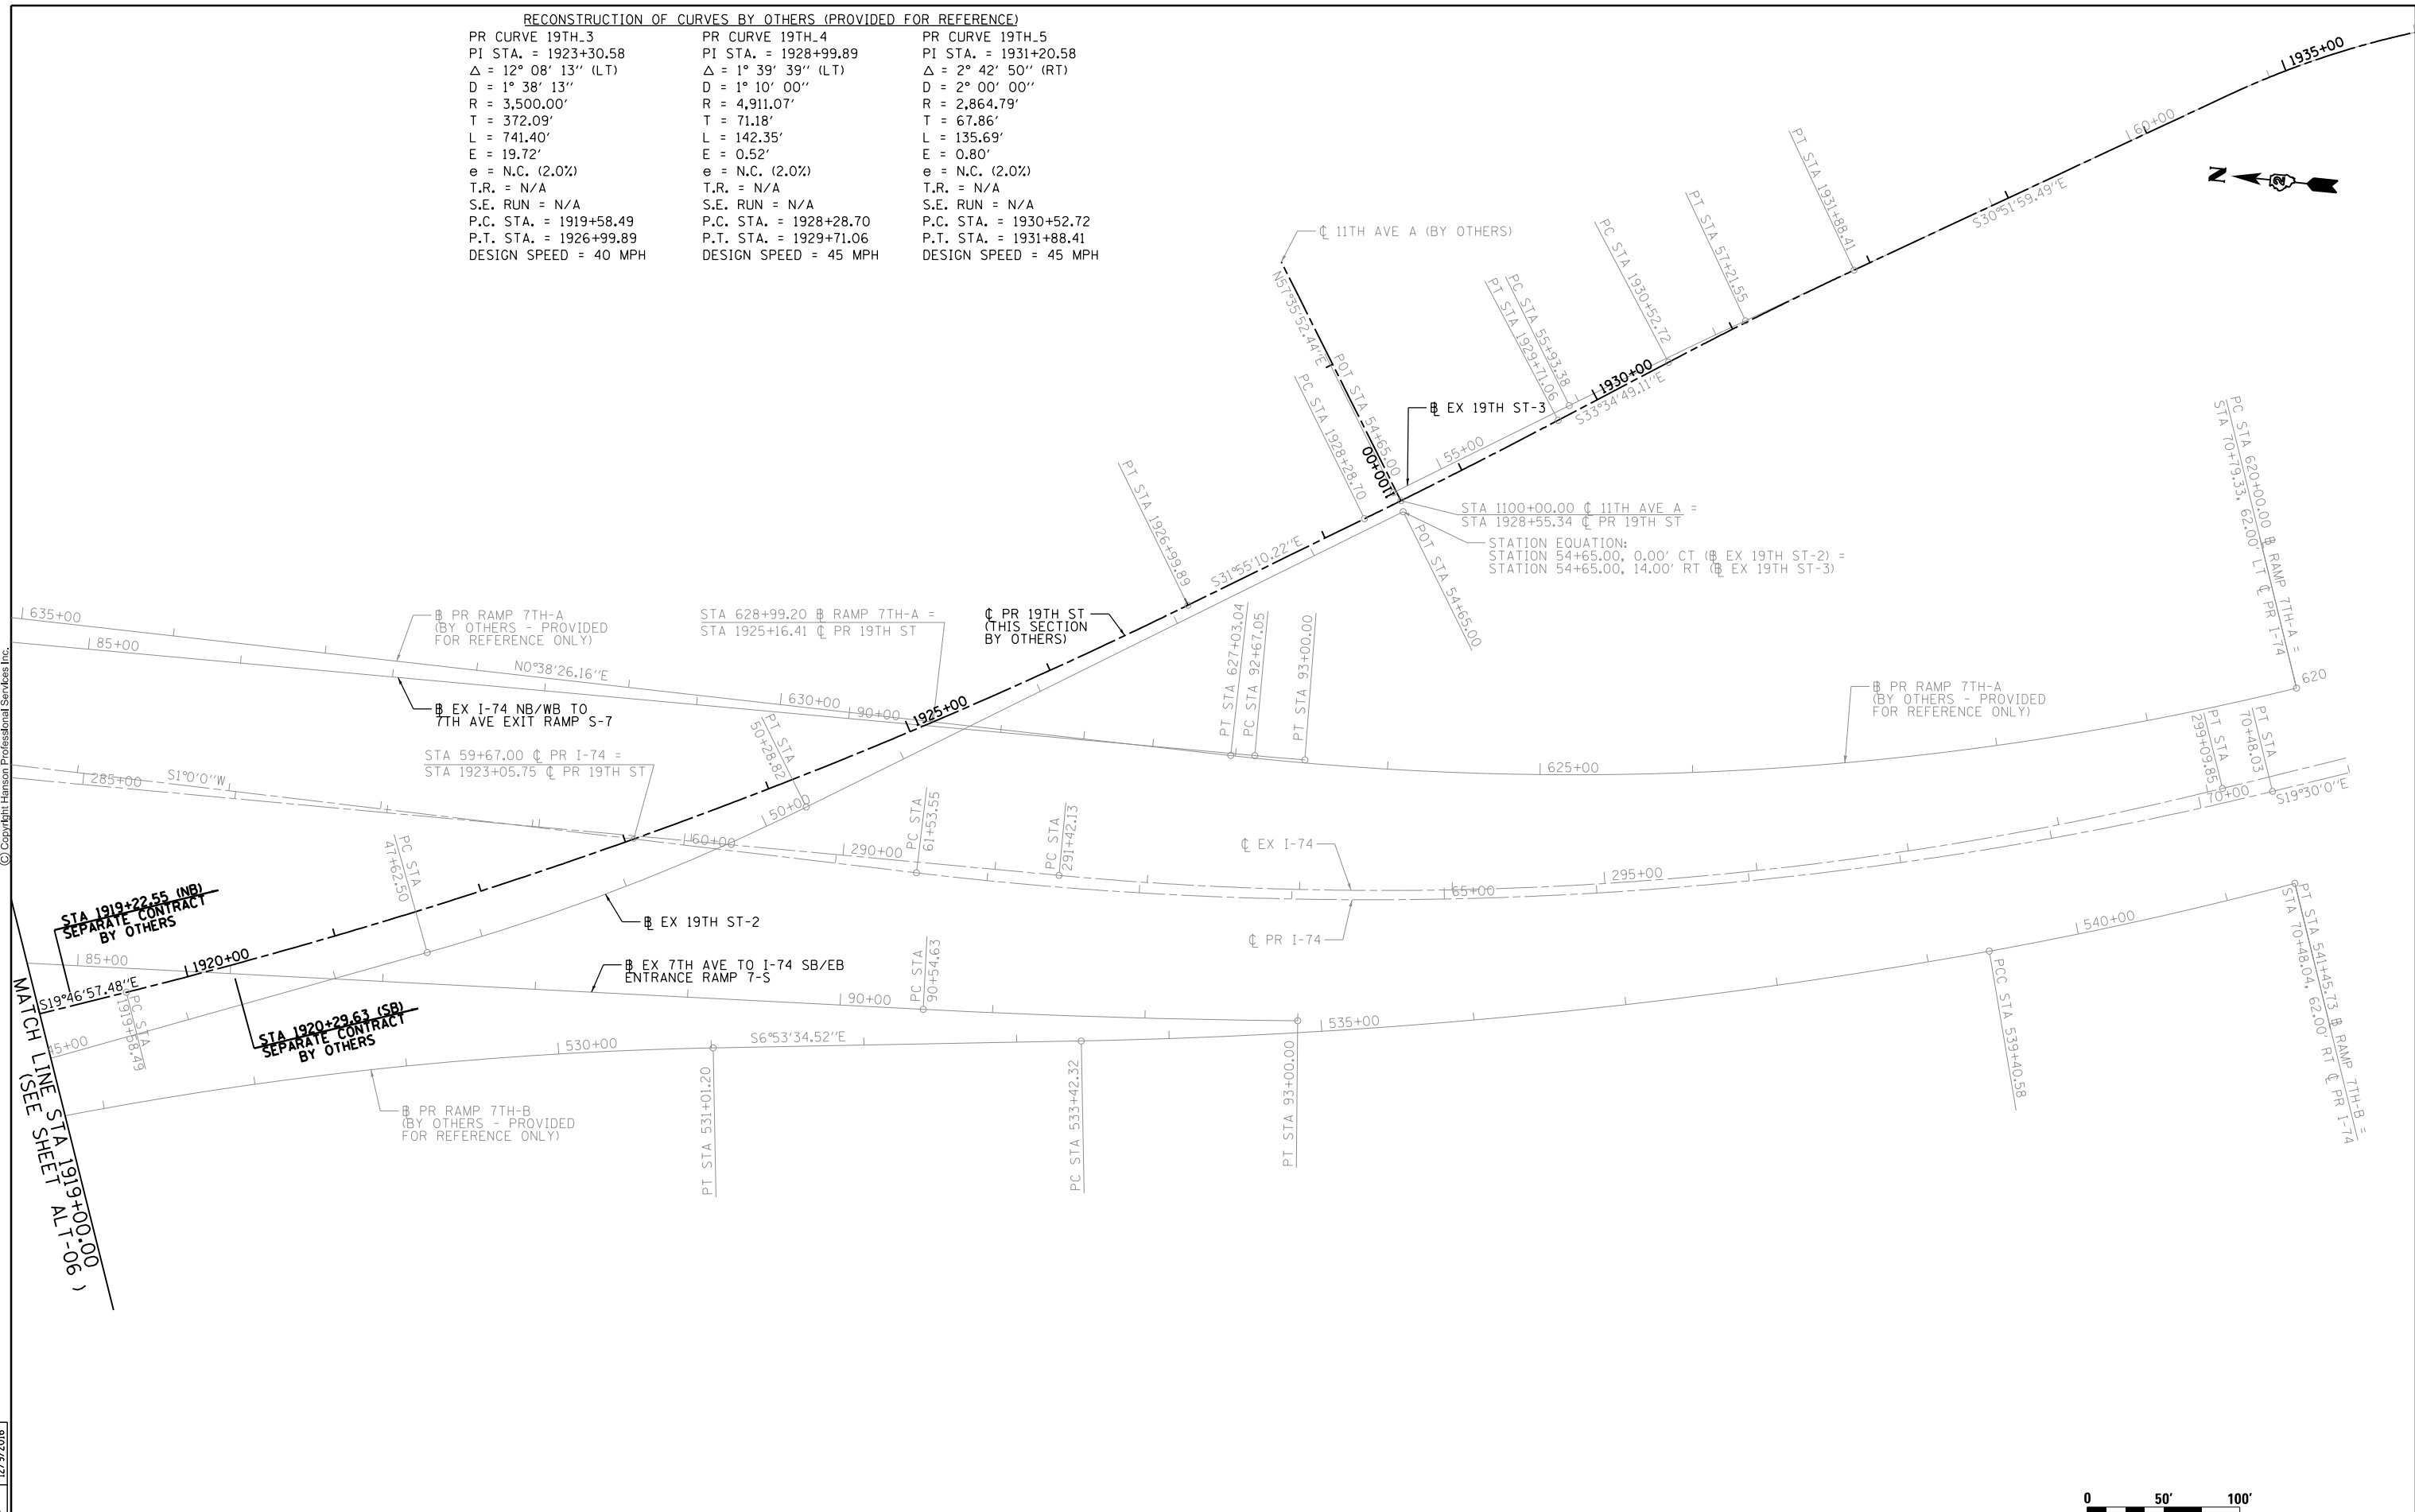 RECONSTRUCTION OF CURVES BY OTHERS (PROVIDED FOR REFERENCE)
PR CURVE 19TH_3
PI STA. = 1923+30.58
Δ = 12° 08' 13'' (LT)
D = 1° 38' 13''
R = 3,500.00'
T = 372.09'
L = 741.40'
E = 19.72'
e = N.C. (2.0%)
T.R. = N/A
S.E. RUN = N/A
P.C. STA. = 1919+58.49
P.T. STA. = 1926+99.89
DESIGN SPEED = 40 MPH
PR CURVE 19TH_4
PI STA. = 1928+99.89
Δ = 1° 39' 39'' (LT)
D = 1° 10' 00''
R = 4,911.07'
T = 71.18'
L = 142.35'
E = 0.52'
e = N.C. (2.0%)
T.R. = N/A
S.E. RUN = N/A
P.C. STA. = 1928+28.70
P.T. STA. = 1929+71.06
DESIGN SPEED = 45 MPH
PR CURVE 19TH_5
PI STA. = 1931+20.58
Δ = 2° 42' 50'' (RT)
D = 2° 00' 00''
R = 2,864.79'
T = 67.86'
L = 135.69'
E = 0.80'
e = N.C. (2.0%)
T.R. = N/A
S.E. RUN = N/A
P.C. STA. = 1930+52.72
P.T. STA. = 1931+88.41
DESIGN SPEED = 45 MPH
1935+00
60+00
S30°51'59.49''E
N
2
PT STA 1931+88.41
PT STA 57+21.55
PC STA 1930+52.72
PC STA 55+93.38
PT STA 1929+71.06
1930+00
S33°34'49.11''E
℄ 11TH AVE A (BY OTHERS)
N57°35'52.44''E
POT STA 54+65.00
PC STA 1928+28.70
1100+00
55+00
℄ EX 19TH ST-3
STA 1100+00.00 ℄ 11TH AVE A =
STA 1928+55.34 ℄ PR 19TH ST
STATION EQUATION:
STATION 54+65.00, 0.00' CT (℄ EX 19TH ST-2) =
STATION 54+65.00, 14.00' RT (℄ EX 19TH ST-3)
POT STA 54+65.00
PT STA 1926+99.89
S31°55'10.22''E
PC STA 620+00.00 ℄ RAMP 7TH-A =
STA 70+79.33, 62.00' LT ℄ PR I-74
620
635+00
85+00
℄ PR RAMP 7TH-A
(BY OTHERS - PROVIDED
FOR REFERENCE ONLY)
N0°38'26.16''E
STA 628+99.20 ℄ RAMP 7TH-A =
STA 1925+16.41 ℄ PR 19TH ST
℄ PR 19TH ST
(THIS SECTION
BY OTHERS)
PT STA 627+03.04
PC STA 92+67.05
PT STA 93+00.00
℄ PR RAMP 7TH-A
(BY OTHERS - PROVIDED
FOR REFERENCE ONLY)
630+00
90+00
1925+00
℄ EX I-74 NB/WB TO
7TH AVE EXIT RAMP S-7
PT STA
50+28.82
625+00
PT STA
299+09.85
PT STA
70+48.03
STA 59+67.00 ℄ PR I-74 =
STA 1923+05.75 ℄ PR 19TH ST
285+00
S1°0'0''W
50+00
60+00
290+00
PC STA
61+53.55
PC STA
291+42.13
℄ EX I-74
295+00
65+00
70+00
S19°30'0''E
PC STA
47+62.50
℄ PR I-74
℄ EX 19TH ST-2
STA 1919+22.55 (NB)
SEPARATE CONTRACT
BY OTHERS
1920+00
85+00
S19°46'57.48''E
℄ EX 7TH AVE TO I-74 SB/EB
ENTRANCE RAMP 7-S
90+00
PC STA
90+54.63
535+00
540+00
PC STA
1919+58.49
STA 1920+29.63 (SB)
SEPARATE CONTRACT
BY OTHERS
530+00
S6°53'34.52''E
PT STA 531+01.20
PC STA 533+42.32
PT STA 93+00.00
PCC STA 539+40.58
PT STA 541+45.73 ℄ RAMP 7TH-B =
STA 70+48.04, 62.00' RT ℄ PR I-74
℄ PR RAMP 7TH-B
(BY OTHERS - PROVIDED
FOR REFERENCE ONLY)
MATCH LINE STA 1919+00.00
(SEE SHEET ALT-06 )
(C) Copyright Hanson Professional Services Inc.
12/9/2016
0 50' 100'